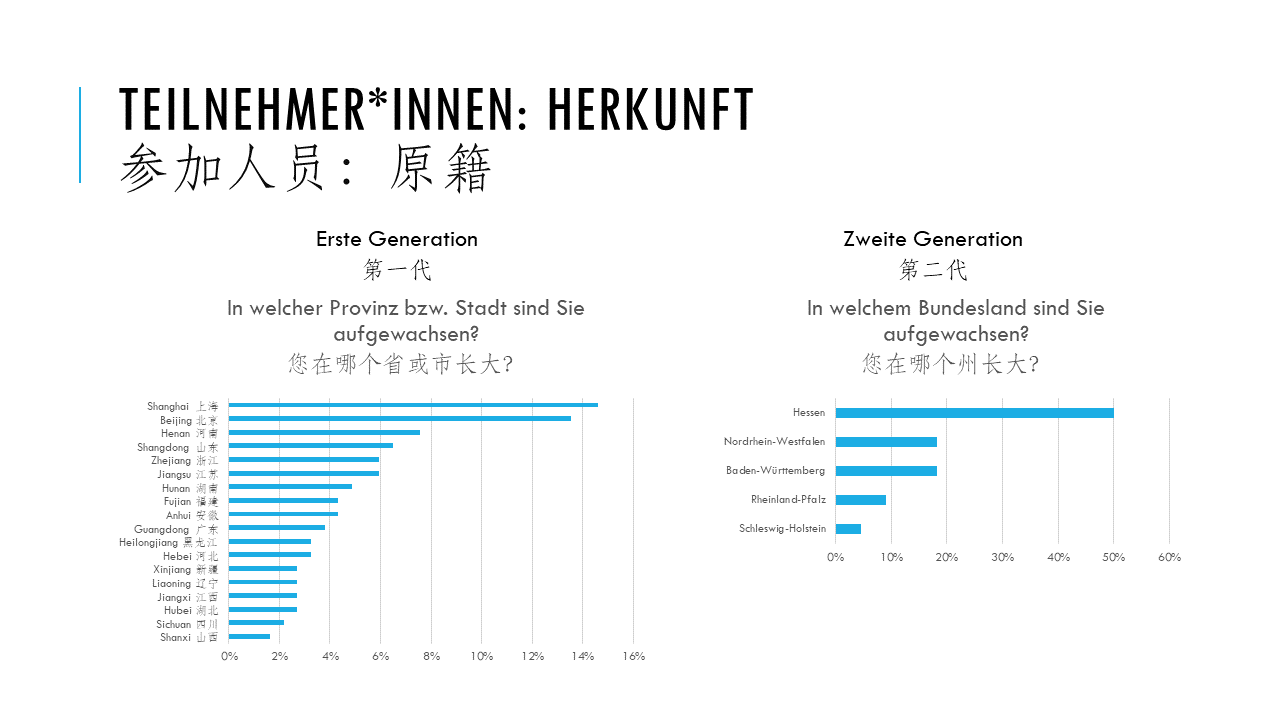 TEILNEHMER*INNEN: HERKUNFT
参加人员：原籍
Erste Generation
第一代
In welcher Provinz bzw. Stadt sind Sie
aufgewachsen?
您在哪个省或市长大?
Shanghai 上海
Beijing 北京
Henan 河南
Shangdong 山东
Zhejiang 浙江
Jiangsu 江苏
Hunan 湖南
Fujian 福建
Anhui 安徽
Guangdong 广东
Heilongjiang 黑龙江
Hebei 河北
Xinjiang 新疆
Liaoning 辽宁
Jiangxi 江西
Hubei 湖北
Sichuan 四川
Shanxi 山西
0% 2% 4% 6% 8% 10% 12% 14% 16%
Zweite Generation
第二代
In welchem Bundesland sind Sie
aufgewachsen?
您在哪个州长大?
Hessen
Nordrhein-Westfalen
Baden-Württemberg
Rheinland-Pfalz
Schleswig-Holstein
0% 10% 20% 30% 40% 50% 60%